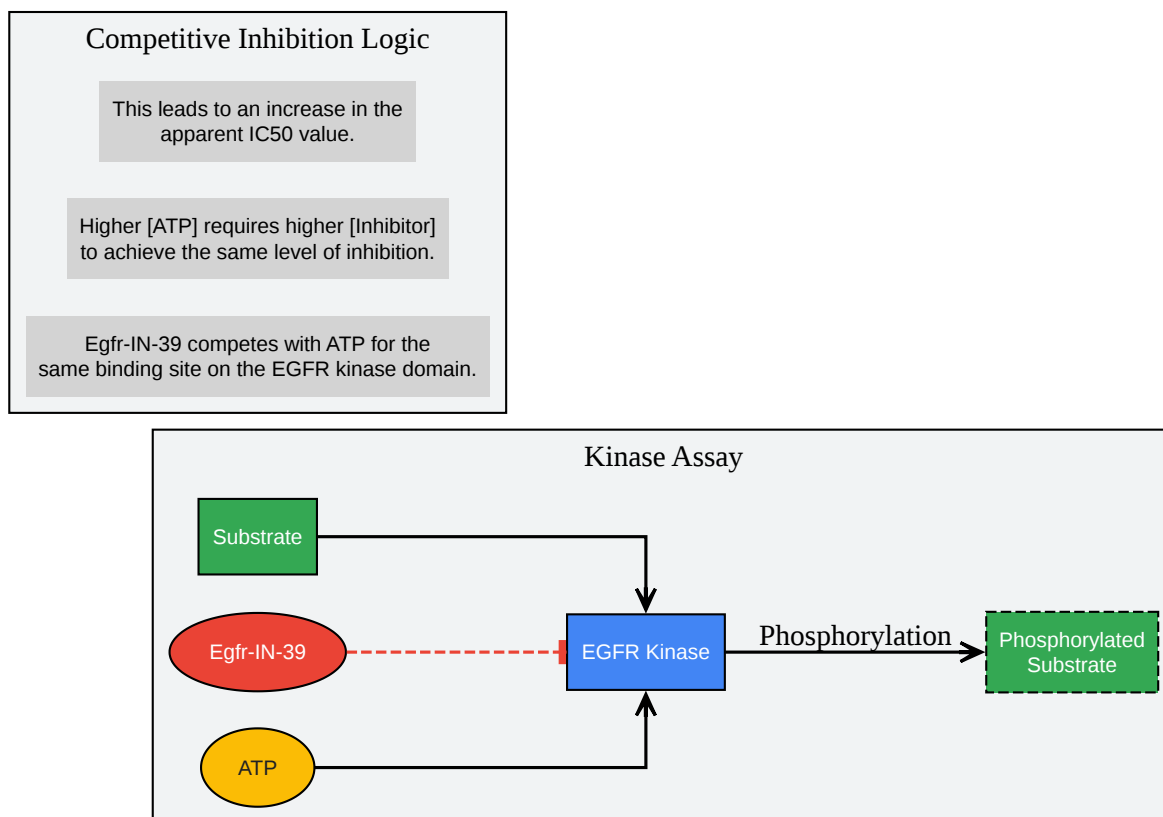 Competitive Inhibition Logic
This leads to an increase in the
apparent IC50 value.
Higher [ATP] requires higher [Inhibitor]
to achieve the same level of inhibition.
Egfr-IN-39 competes with ATP for the
same binding site on the EGFR kinase domain.
Kinase Assay
Substrate
Egfr-IN-39
EGFR Kinase
Phosphorylation
Phosphorylated
Substrate
ATP